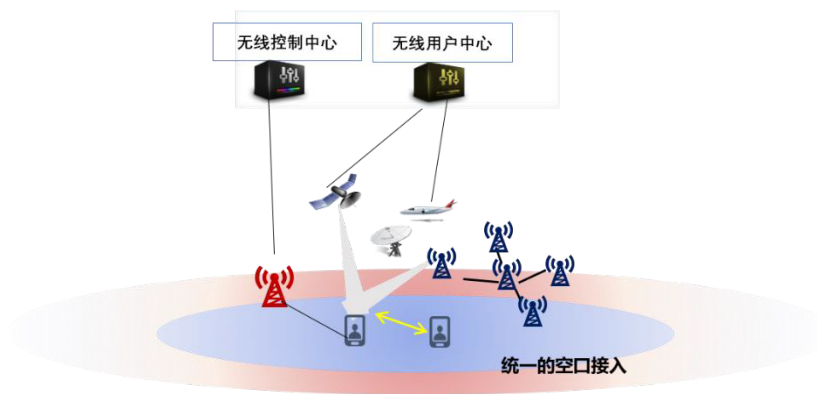 无线控制中心
无线用户中心
统一的空口接入